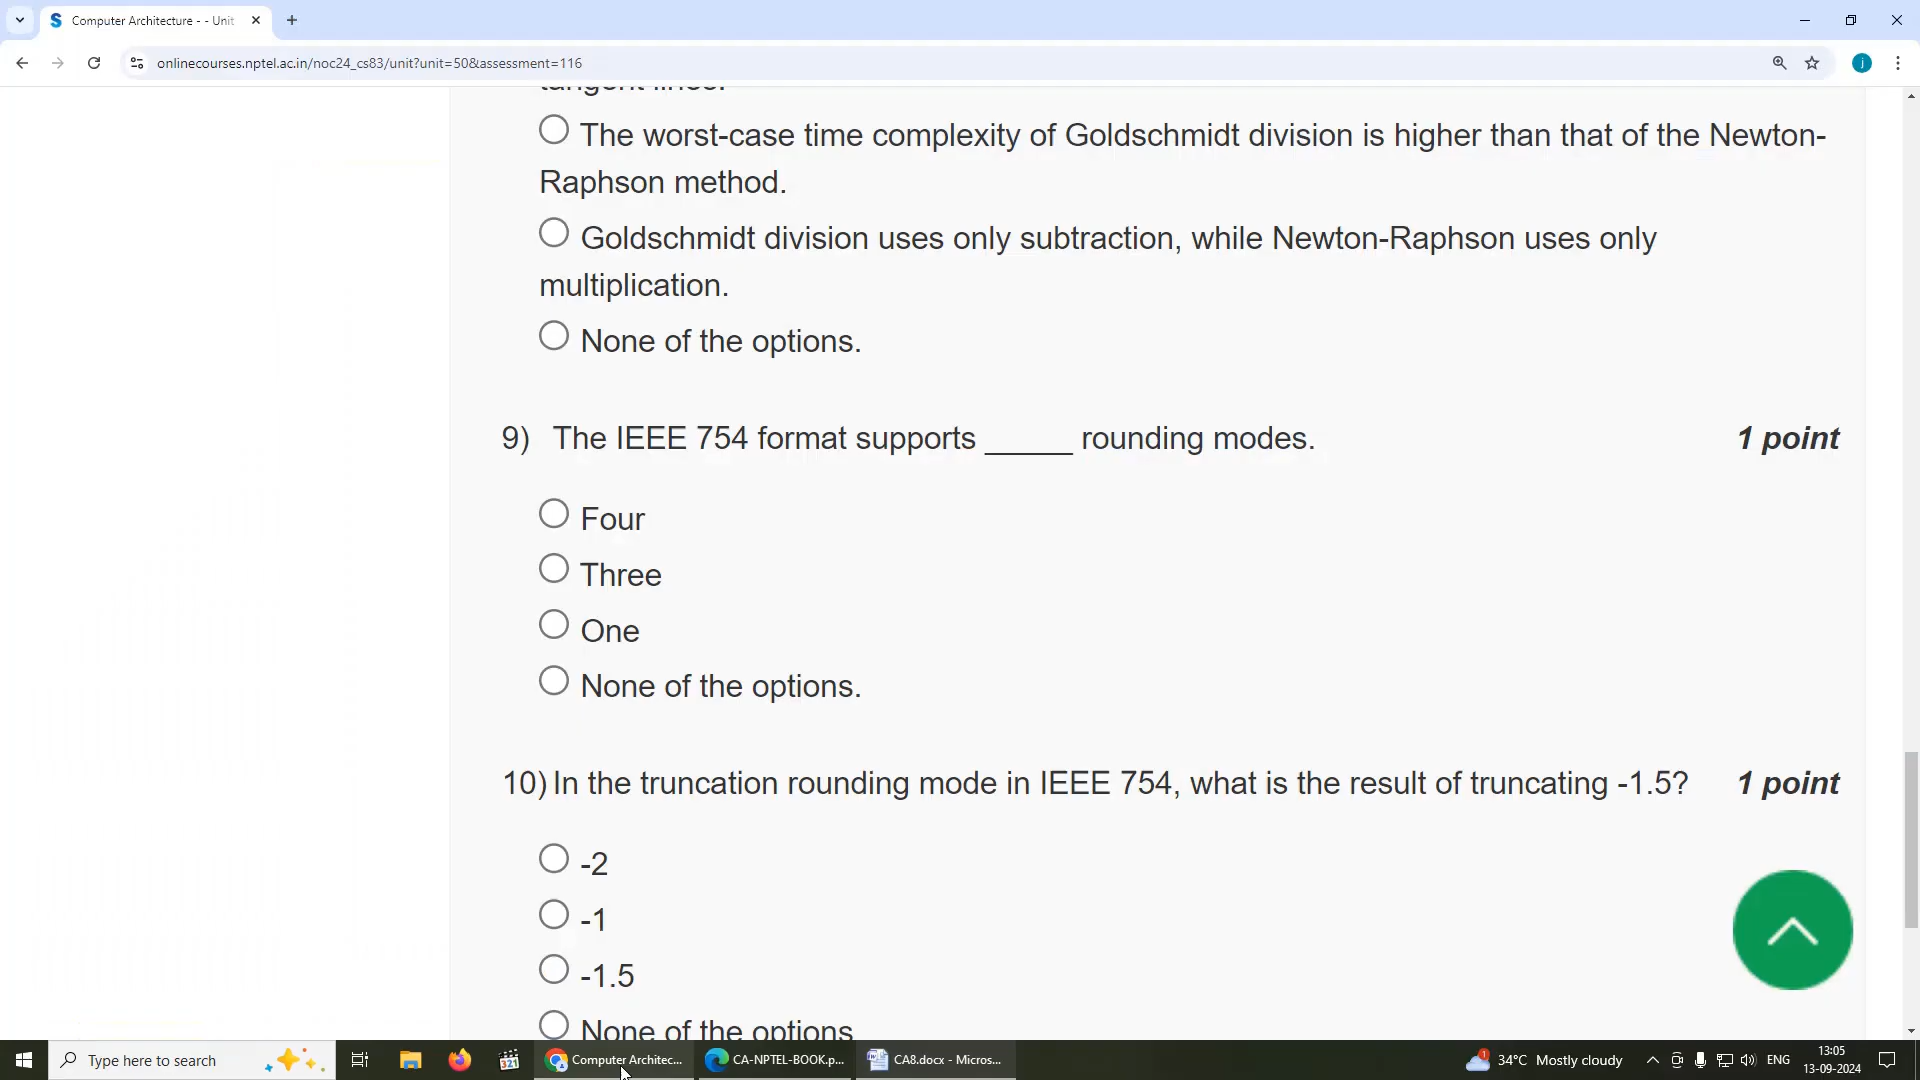 Computer Architecture - - Unit
onlinecourses.nptel.ac.in/noc24_cs83/unit?unit=50&assessment=116
j
tangent lines.
The worst-case time complexity of Goldschmidt division is higher than that of the Newton-
Raphson method.
Goldschmidt division uses only subtraction, while Newton-Raphson uses only
multiplication.
None of the options.
9) The IEEE 754 format supports _____ rounding modes. 1 point
Four
Three
One
None of the options.
10) In the truncation rounding mode in IEEE 754, what is the result of truncating -1.5? 1 point
-2
-1
-1.5
None of the options
Type here to search
321
Computer Architec...
CA-NPTEL-BOOK.p...
CA8.docx - Micros...
1
34°C Mostly cloudy
ENG
13:05
13-09-2024